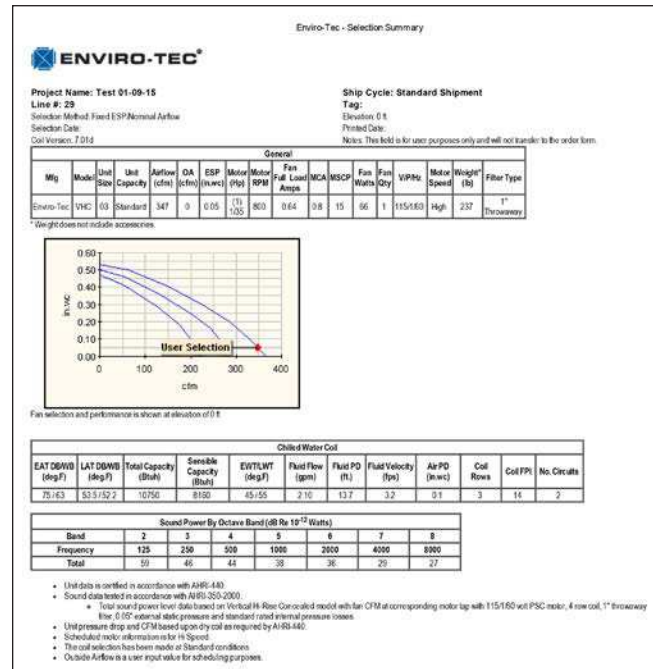 Enviro-Tec - Selection Summary
ENVIRO-TEC®
Project Name: Test 01-09-15
Ship Cycle: Standard Shipment
Line #: 29
Tag:
Selection Method: Fixed ESP/Nominal Airflow
Elevation: 0 ft.
Selection Date:
Printed Date:
Coil Version: 7.01d
Notes: This field is for user purposes only and will not transfer to the order form.
General
Mfg Model Unit Size Unit Capacity Airflow (cfm) OA (cfm) ESP (in.wc) Motor (Hp) Motor RPM Fan Full Load Amps MCA MSCP Fan Watts Fan Qty V/P/Hz Motor Speed Weight* (lb) Filter Type
Enviro-Tec VHC 03 Standard 347 0 0.05 (1) 1/35 800 0.64 0.8 15 66 1 115/1/60 High 237 1" Throwaway
* Weight does not include accessories.
0.60
0.50
0.40
0.30
0.20
0.10
0.00
in.wc
User Selection
0 100 200 300 400
cfm
Fan selection and performance is shown at elevation of 0 ft
Chilled Water Coil
EAT DB/WB (deg.F) LAT DB/WB (deg.F) Total Capacity (Btuh) Sensible Capacity (Btuh) EWT/LWT (deg.F) Fluid Flow (gpm) Fluid PD (ft.) Fluid Velocity (fps) Air PD (in.wc) Coil Rows Coil FPI No. Circuits
75 / 63 53.5 / 52.2 10750 8160 45 / 55 2.10 13.7 3.2 0.1 3 14 2
Sound Power By Octave Band (dB Re 10⁻¹² Watts)
Band 2 3 4 5 6 7 8
Frequency 125 250 500 1000 2000 4000 8000
Total 59 46 44 38 36 29 27
• Unit data is certified in accordance with AHRI-440.
• Sound data tested in accordance with AHRI-350-2000.
• Total sound power level data based on Vertical Hi-Rise Concealed model with fan CFM at corresponding motor tap with 115/1/60 volt PSC motor, 4 row coil, 1" throwaway
filter, 0.05" external static pressure and standard rated internal pressure losses.
• Unit pressure drop and CFM based upon dry coil as required by AHRI-440.
• Scheduled motor information is for Hi Speed.
• The coil selection has been made at Standard conditions
• Outside Airflow is a user input value for scheduling purposes.